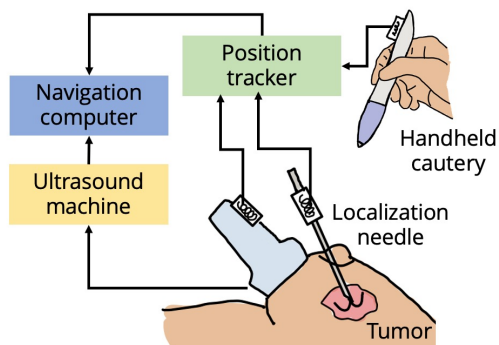 Position
tracker
Navigation
computer
Handheld
cautery
Ultrasound
machine
Localization
needle
Tumor